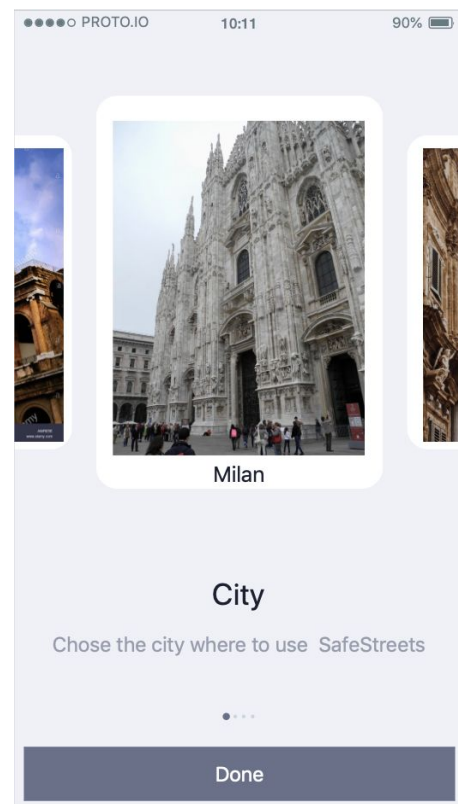 PROTO.IO 10:11 90%
Milan
City
Chose the city where to use SafeStreets
Done